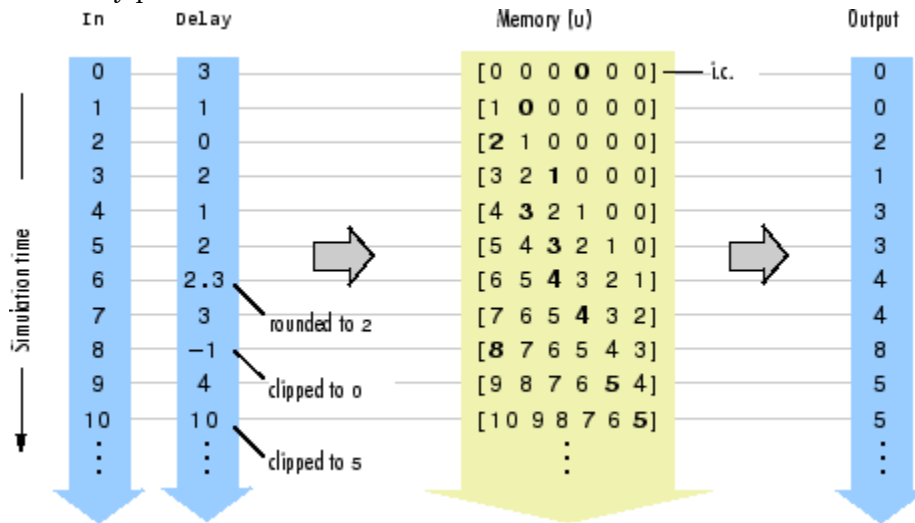 In Delay Memory (u) Output
0 3 [0 0 0 0 0 0] i.c. 0
1 1 [1 0 0 0 0 0] 0
2 0 [2 1 0 0 0 0] 2
3 2 [3 2 1 0 0 0] 1
4 1 [4 3 2 1 0 0] 3
5 2 [5 4 3 2 1 0] 3
6 2.3 [6 5 4 3 2 1] 4
rounded to 2
7 3 [7 6 5 4 3 2] 4
8 −1 [8 7 6 5 4 3] 8
clipped to 0
9 4 [9 8 7 6 5 4] 5
10 10 [10 9 8 7 6 5] 5
clipped to 5
Simulation time